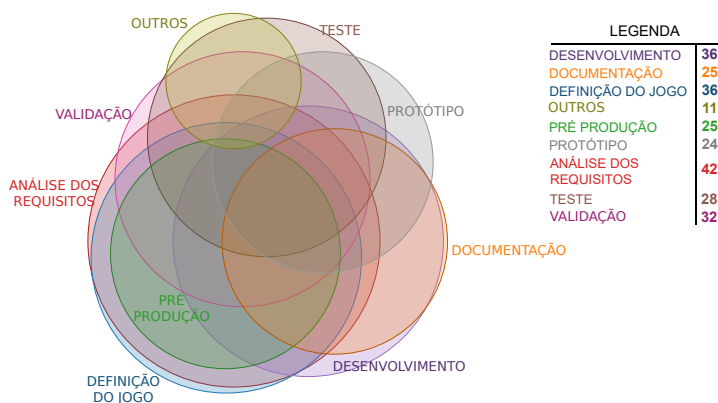 OUTROS
TESTE
VALIDAÇÃO
PROTÓTIPO
ANÁLISE DOS
REQUISITOS
DOCUMENTAÇÃO
PRÉ
PRODUÇÃO
DESENVOLVIMENTO
DEFINIÇÃO
DO JOGO
LEGENDA
DESENVOLVIMENTO 36
DOCUMENTAÇÃO 25
DEFINIÇÃO DO JOGO 36
OUTROS 11
PRÉ PRODUÇÃO 25
PROTÓTIPO 24
ANÁLISE DOS
REQUISITOS 42
TESTE 28
VALIDAÇÃO 32